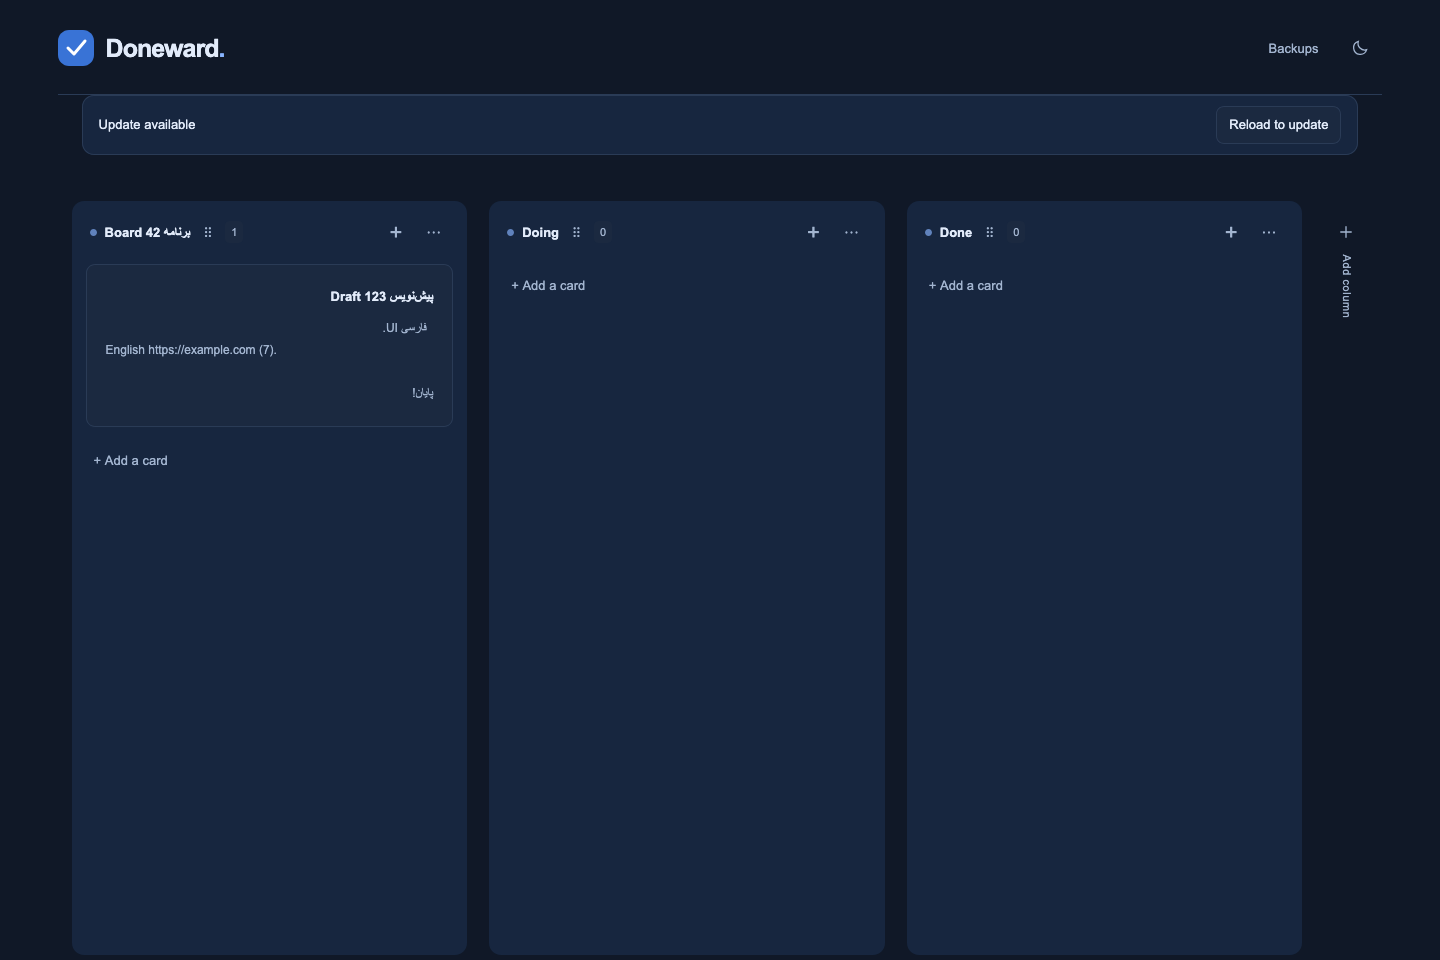 Doneward.
Backups
Update available
Reload to update
برنامه Board 42
1
پیش‌نویس Draft 123
فارسی UI.
English https://example.com (7).
پایان!
+ Add a card
Doing
0
+ Add a card
Done
0
+ Add a card
Add column